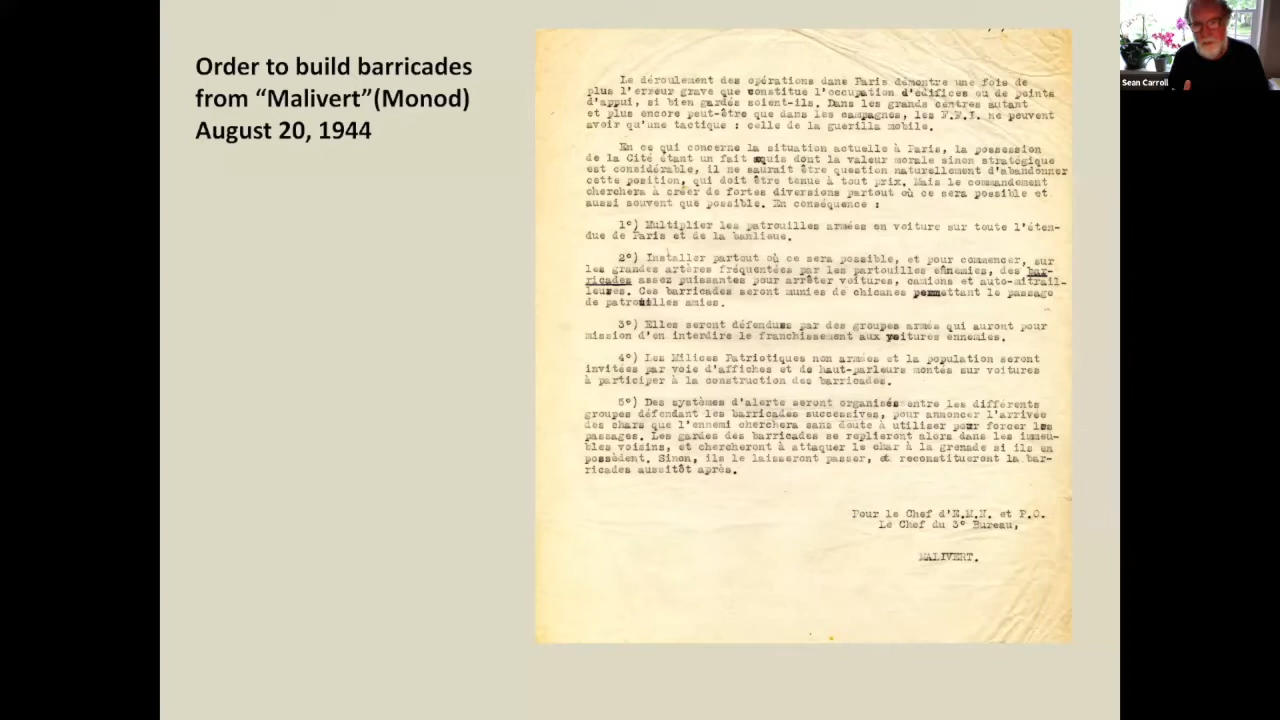 Order to build barricades
from “Malivert”(Monod)
August 20, 1944
Le déroulement des opérations dans Paris démontre une fois de
plus l'erreur grave que constitue l'occupation d'édifices ou de points
d'appui, si bien gardés soient-ils. Dans les grands centres autant
et plus encore peut-être que dans les campagnes, les F.F.I. ne peuvent
avoir qu'une tactique : celle de la guerilla mobile.
En ce qui concerne la situation actuelle à Paris, la possession
de la Cité étant un fait aquis dont la valeur morale sinon stratégique
est considérable, il ne saurait être question naturellement d'abandonner
cette position, qui doit être tenue à tout prix. Mais le commandement
cherchera à créer de fortes diversions partout où ce sera possible et
aussi souvent que possible. En conséquence :
1°) Multiplier les patrouilles armées en voiture sur toute l'éten-
due de Paris et de la banlieue.
2°) Installer partout où ce sera possible, et pour commencer, sur
les grandes artères fréquentées par les partouilles ennemies, des bar-
ricades assez puissantes pour arrêter voitures, camions et auto-mitrail-
leuses. Ces barricades seront munies de chicanes permettant le passage
de patrouilles amies.
3°) Elles seront défendues par des groupes armés qui auront pour
mission d'en interdire le franchissement aux voitures ennemies.
4°) Les Milices Patriotiques non armées et la population seront
invitées par voie d'affiches et de haut-parleurs montés sur voitures
à participer à la construction des barricades.
5°) Des systèmes d'alerte seront organisés entre les différents
groupes défendant les barricades successives, pour annoncer l'arrivée
des chars que l'ennemi cherchera sans doute à utiliser pour forcer les
passages. Les gardes des barricades se replieront alors dans les immeu-
bles voisins, et chercheront à attaquer le char à la grenade si ils en
possèdent. Sinon, ils le laisseront passer, et reconstitueront la bar-
ricades aussitôt après.
Pour le Chef d'E.M.N. et P.O.
Le Chef du 3° Bureau,
MALIVERT.
Sean Carroll